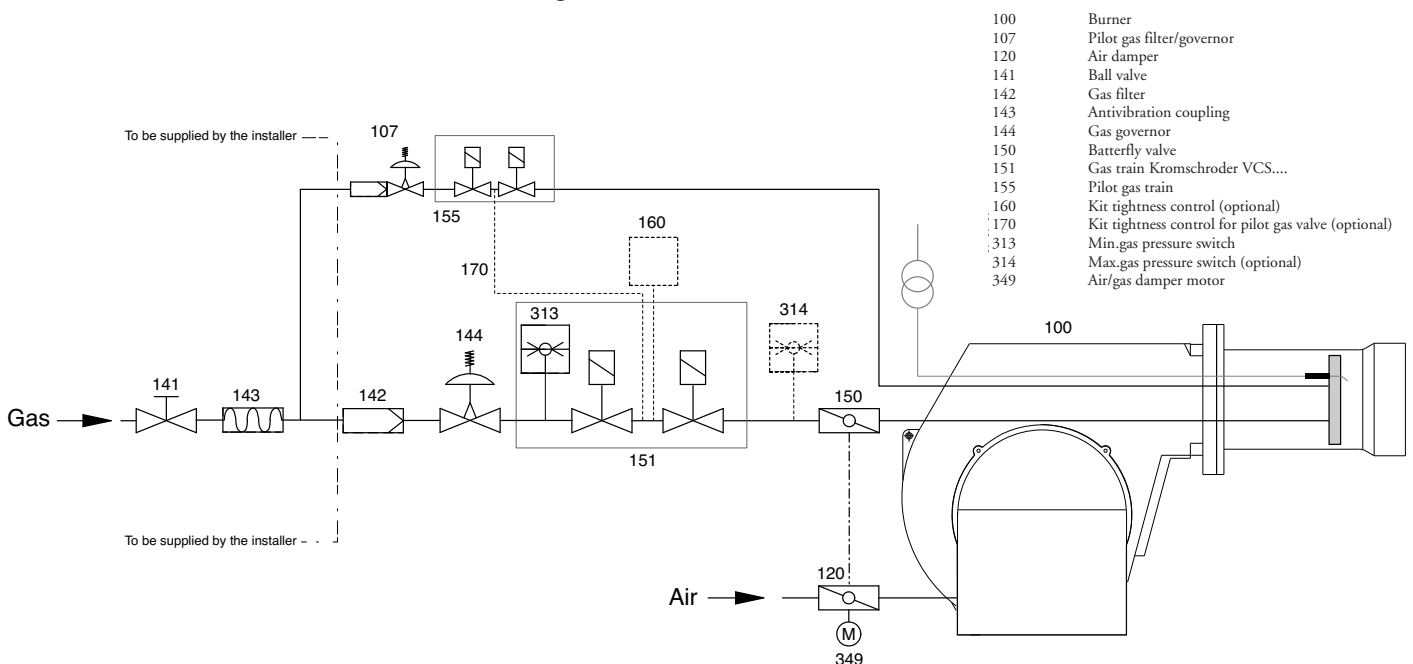 100 Burner
107 Pilot gas filter/governor
120 Air damper
141 Ball valve
142 Gas filter
143 Antivibration coupling
144 Gas governor
150 Batterfly valve
151 Gas train Kromschroder VCS....
155 Pilot gas train
160 Kit tightness control (optional)
170 Kit tightness control for pilot gas valve (optional)
313 Min.gas pressure switch
314 Max.gas pressure switch (optional)
349 Air/gas damper motor
To be supplied by the installer
107
155
160
170
313
314
100
144
141
143
142
150
Gas
151
To be supplied by the installer
120
Air
M
349